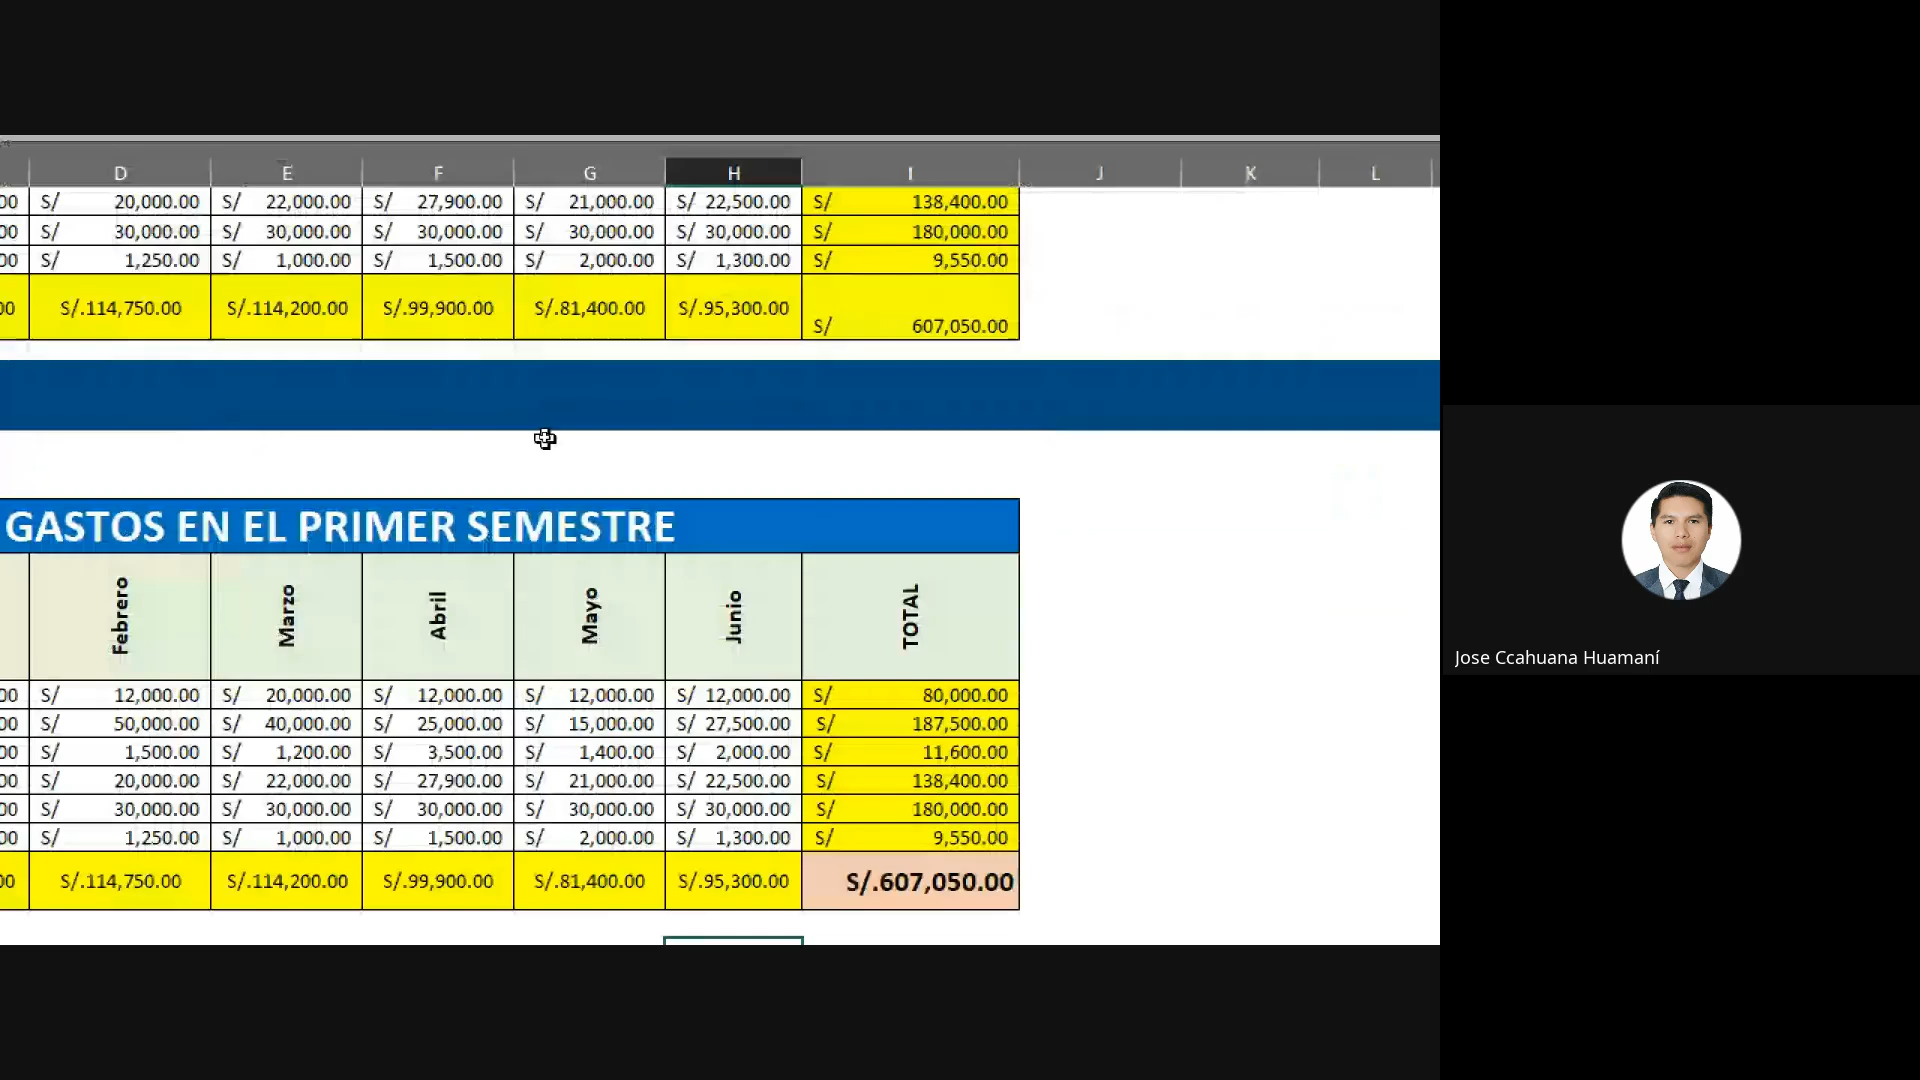 D E F G H I J K L
00 S/ 20,000.00 S/ 22,000.00 S/ 27,900.00 S/ 21,000.00 S/ 22,500.00 S/ 138,400.00
00 S/ 30,000.00 S/ 30,000.00 S/ 30,000.00 S/ 30,000.00 S/ 30,000.00 S/ 180,000.00
00 S/ 1,250.00 S/ 1,000.00 S/ 1,500.00 S/ 2,000.00 S/ 1,300.00 S/ 9,550.00
00 S/.114,750.00 S/.114,200.00 S/.99,900.00 S/.81,400.00 S/.95,300.00 S/ 607,050.00
GASTOS EN EL PRIMER SEMESTRE
Febrero Marzo Abril Mayo Junio TOTAL
00 S/ 12,000.00 S/ 20,000.00 S/ 12,000.00 S/ 12,000.00 S/ 12,000.00 S/ 80,000.00
00 S/ 50,000.00 S/ 40,000.00 S/ 25,000.00 S/ 15,000.00 S/ 27,500.00 S/ 187,500.00
00 S/ 1,500.00 S/ 1,200.00 S/ 3,500.00 S/ 1,400.00 S/ 2,000.00 S/ 11,600.00
00 S/ 20,000.00 S/ 22,000.00 S/ 27,900.00 S/ 21,000.00 S/ 22,500.00 S/ 138,400.00
00 S/ 30,000.00 S/ 30,000.00 S/ 30,000.00 S/ 30,000.00 S/ 30,000.00 S/ 180,000.00
00 S/ 1,250.00 S/ 1,000.00 S/ 1,500.00 S/ 2,000.00 S/ 1,300.00 S/ 9,550.00
00 S/.114,750.00 S/.114,200.00 S/.99,900.00 S/.81,400.00 S/.95,300.00 S/.607,050.00
Jose Ccahuana Huamaní